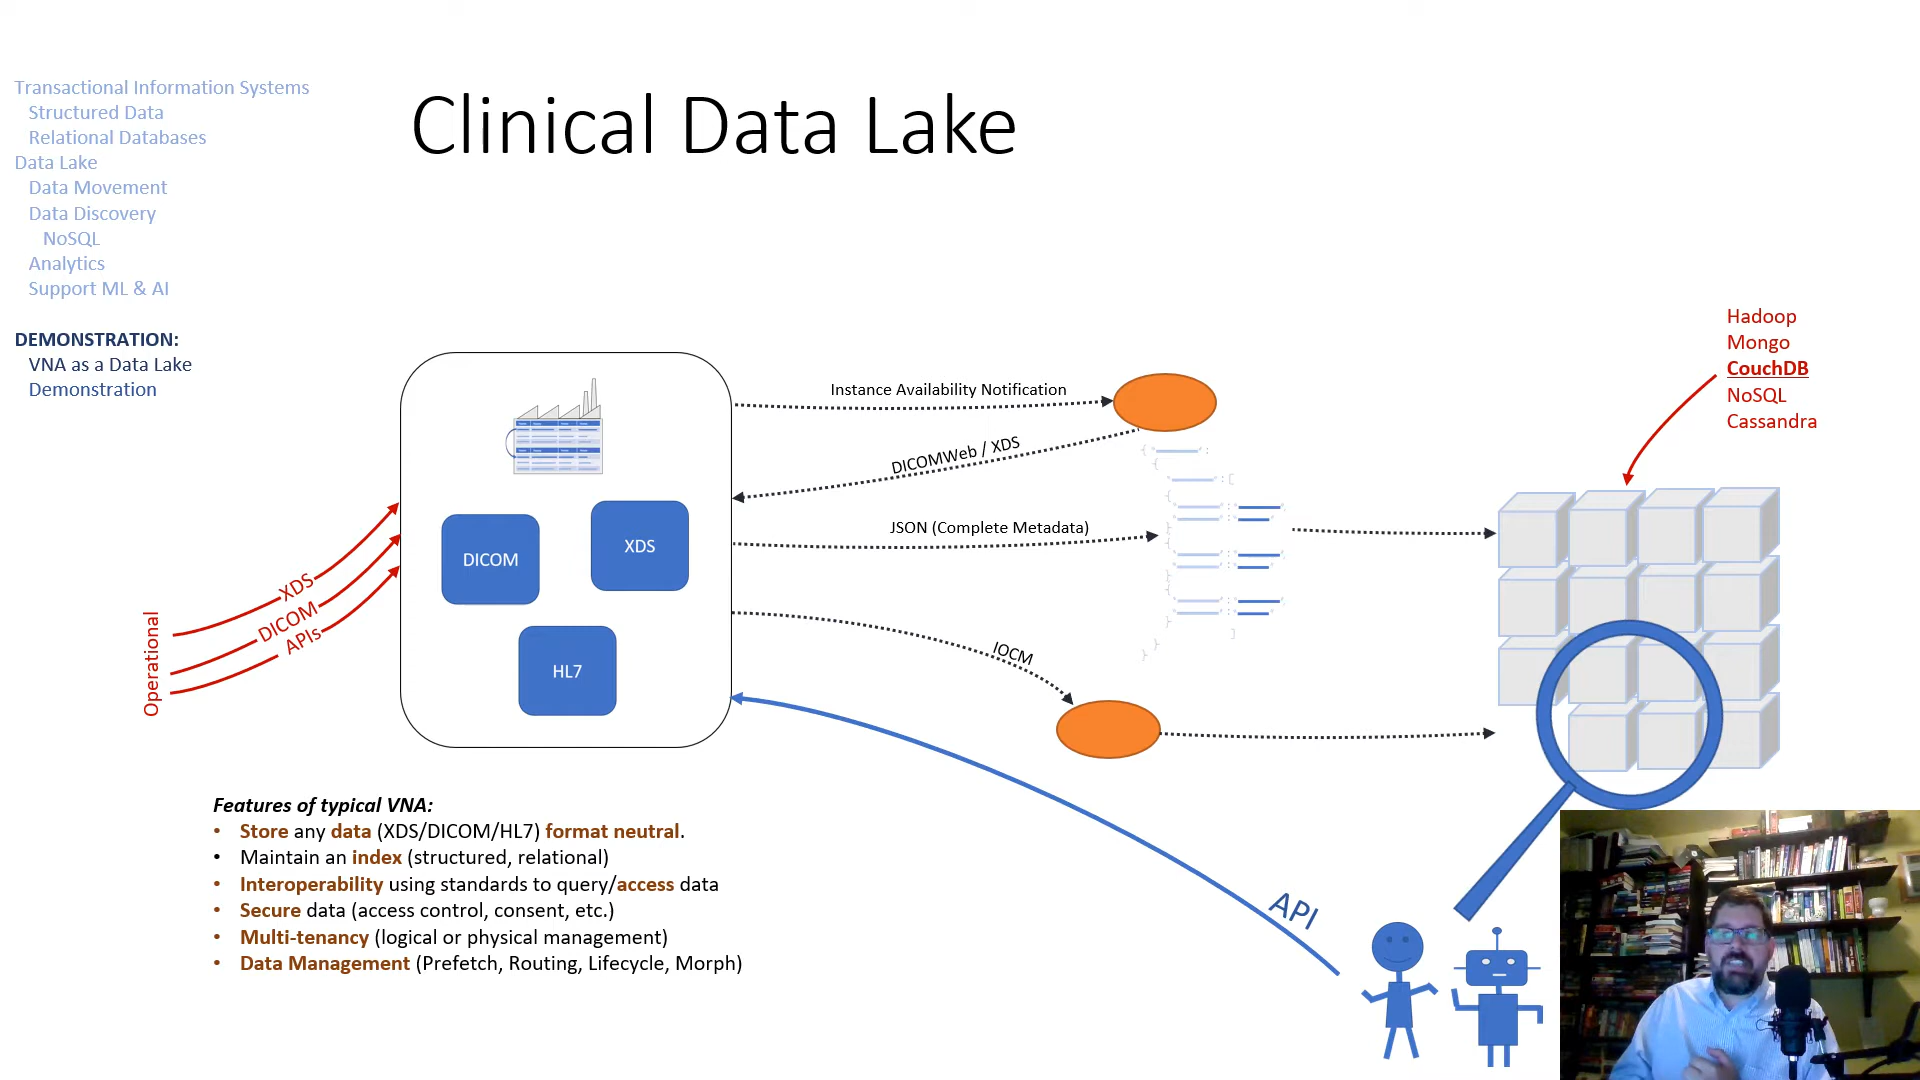 Transactional Information Systems
Structured Data
Relational Databases
Data Lake
Data Movement
Data Discovery
NoSQL
Analytics
Support ML & AI
DEMONSTRATION:
VNA as a Data Lake
Demonstration
Clinical Data Lake
Operational
XDS
DICOM
APIs
DICOM
XDS
HL7
Instance Availability Notification
DICOMWeb / XDS
JSON (Complete Metadata)
IOCM
API
Hadoop
Mongo
CouchDB
NoSQL
Cassandra
Features of typical VNA:
• Store any data (XDS/DICOM/HL7) format neutral.
• Maintain an index (structured, relational)
• Interoperability using standards to query/access data
• Secure data (access control, consent, etc.)
• Multi-tenancy (logical or physical management)
• Data Management (Prefetch, Routing, Lifecycle, Morph)